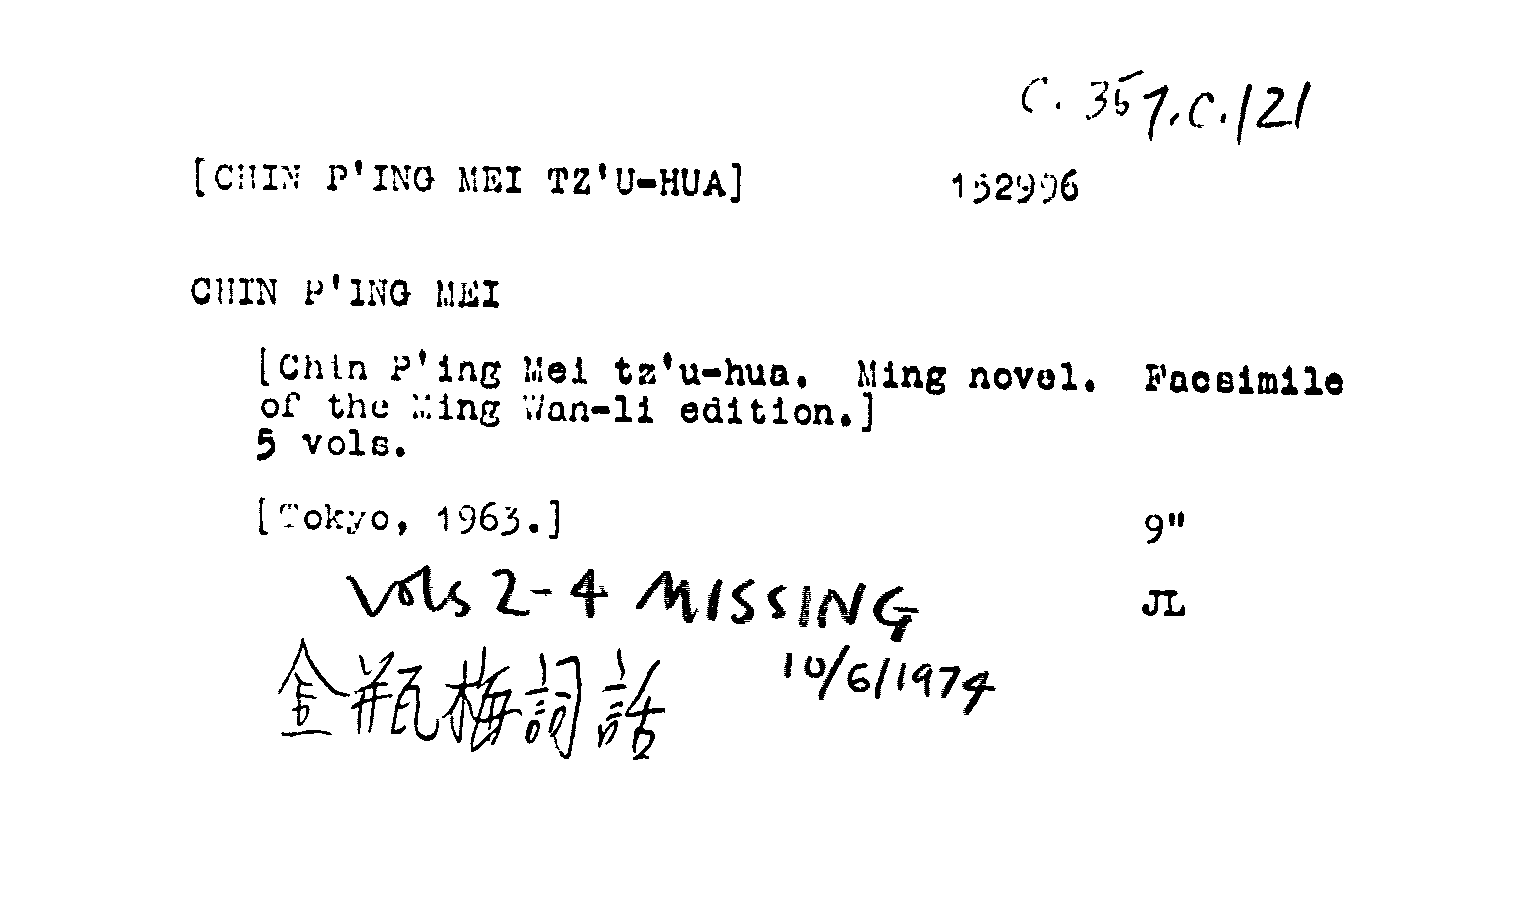 C. 357.C.121
[CHIN P'ING MEI TZ'U-HUA] 152996
CHIN P'ING MEI
[Chin P'ing Mei tz'u-hua. Ming novel. Facsimile
of the Ming Wan-li edition.]
5 vols.
[Tokyo, 1963.] 9"
Vols 2-4 MISSING JL
10/6/1974
金瓶梅詞話